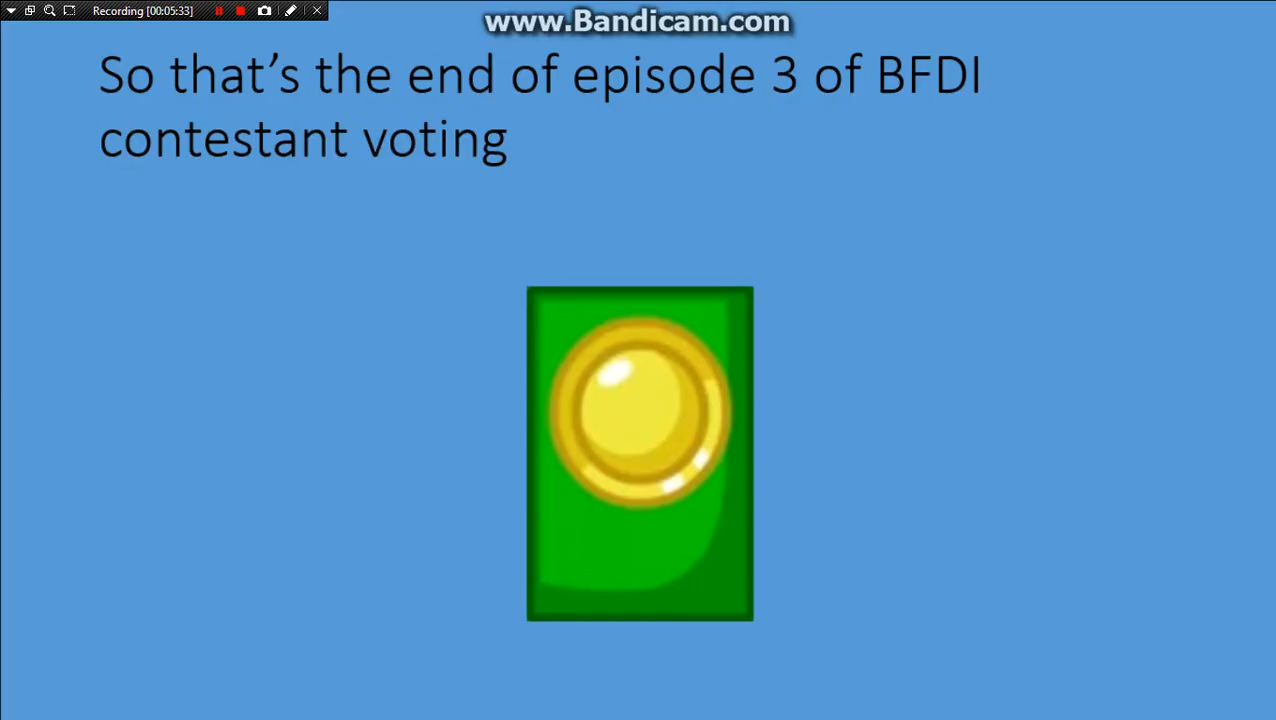 Recording [00:05:33]
www.Bandicam.com
So that’s the end of episode 3 of BFDI
contestant voting